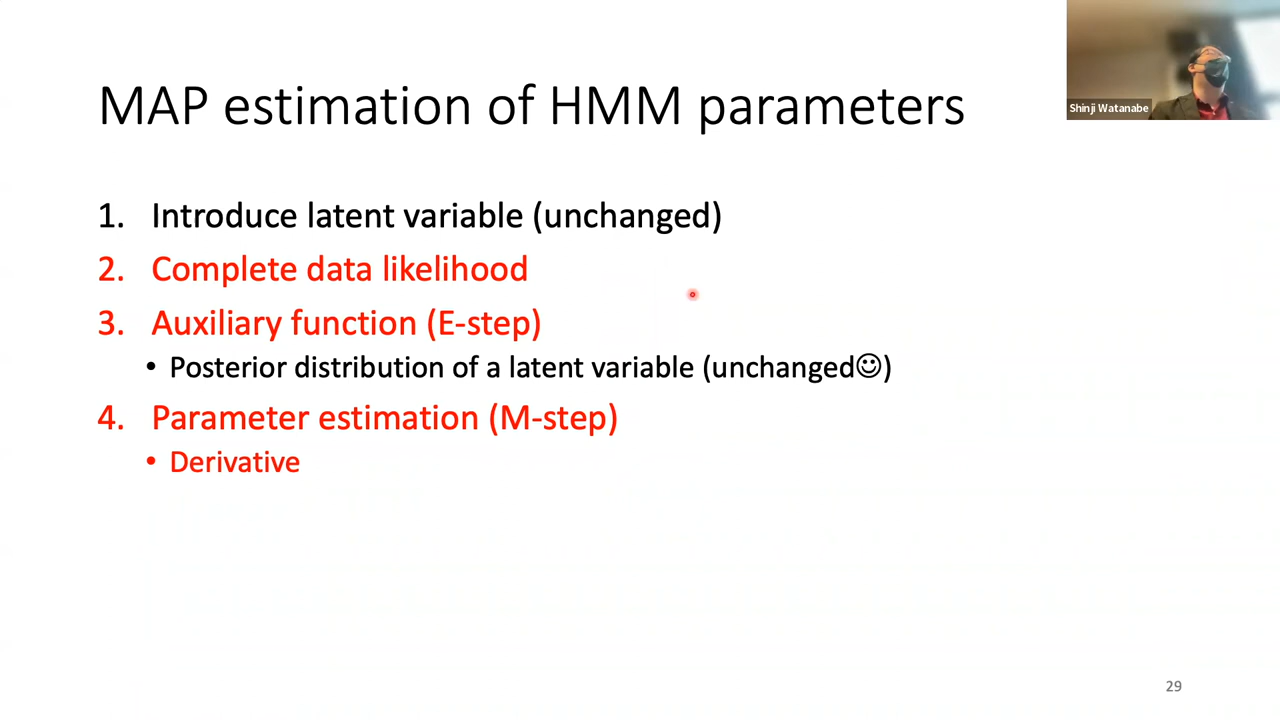 MAP estimation of HMM parameters
Shinji Watanabe
1. Introduce latent variable (unchanged)
2. Complete data likelihood
3. Auxiliary function (E-step)
• Posterior distribution of a latent variable (unchanged☺)
4. Parameter estimation (M-step)
• Derivative
29